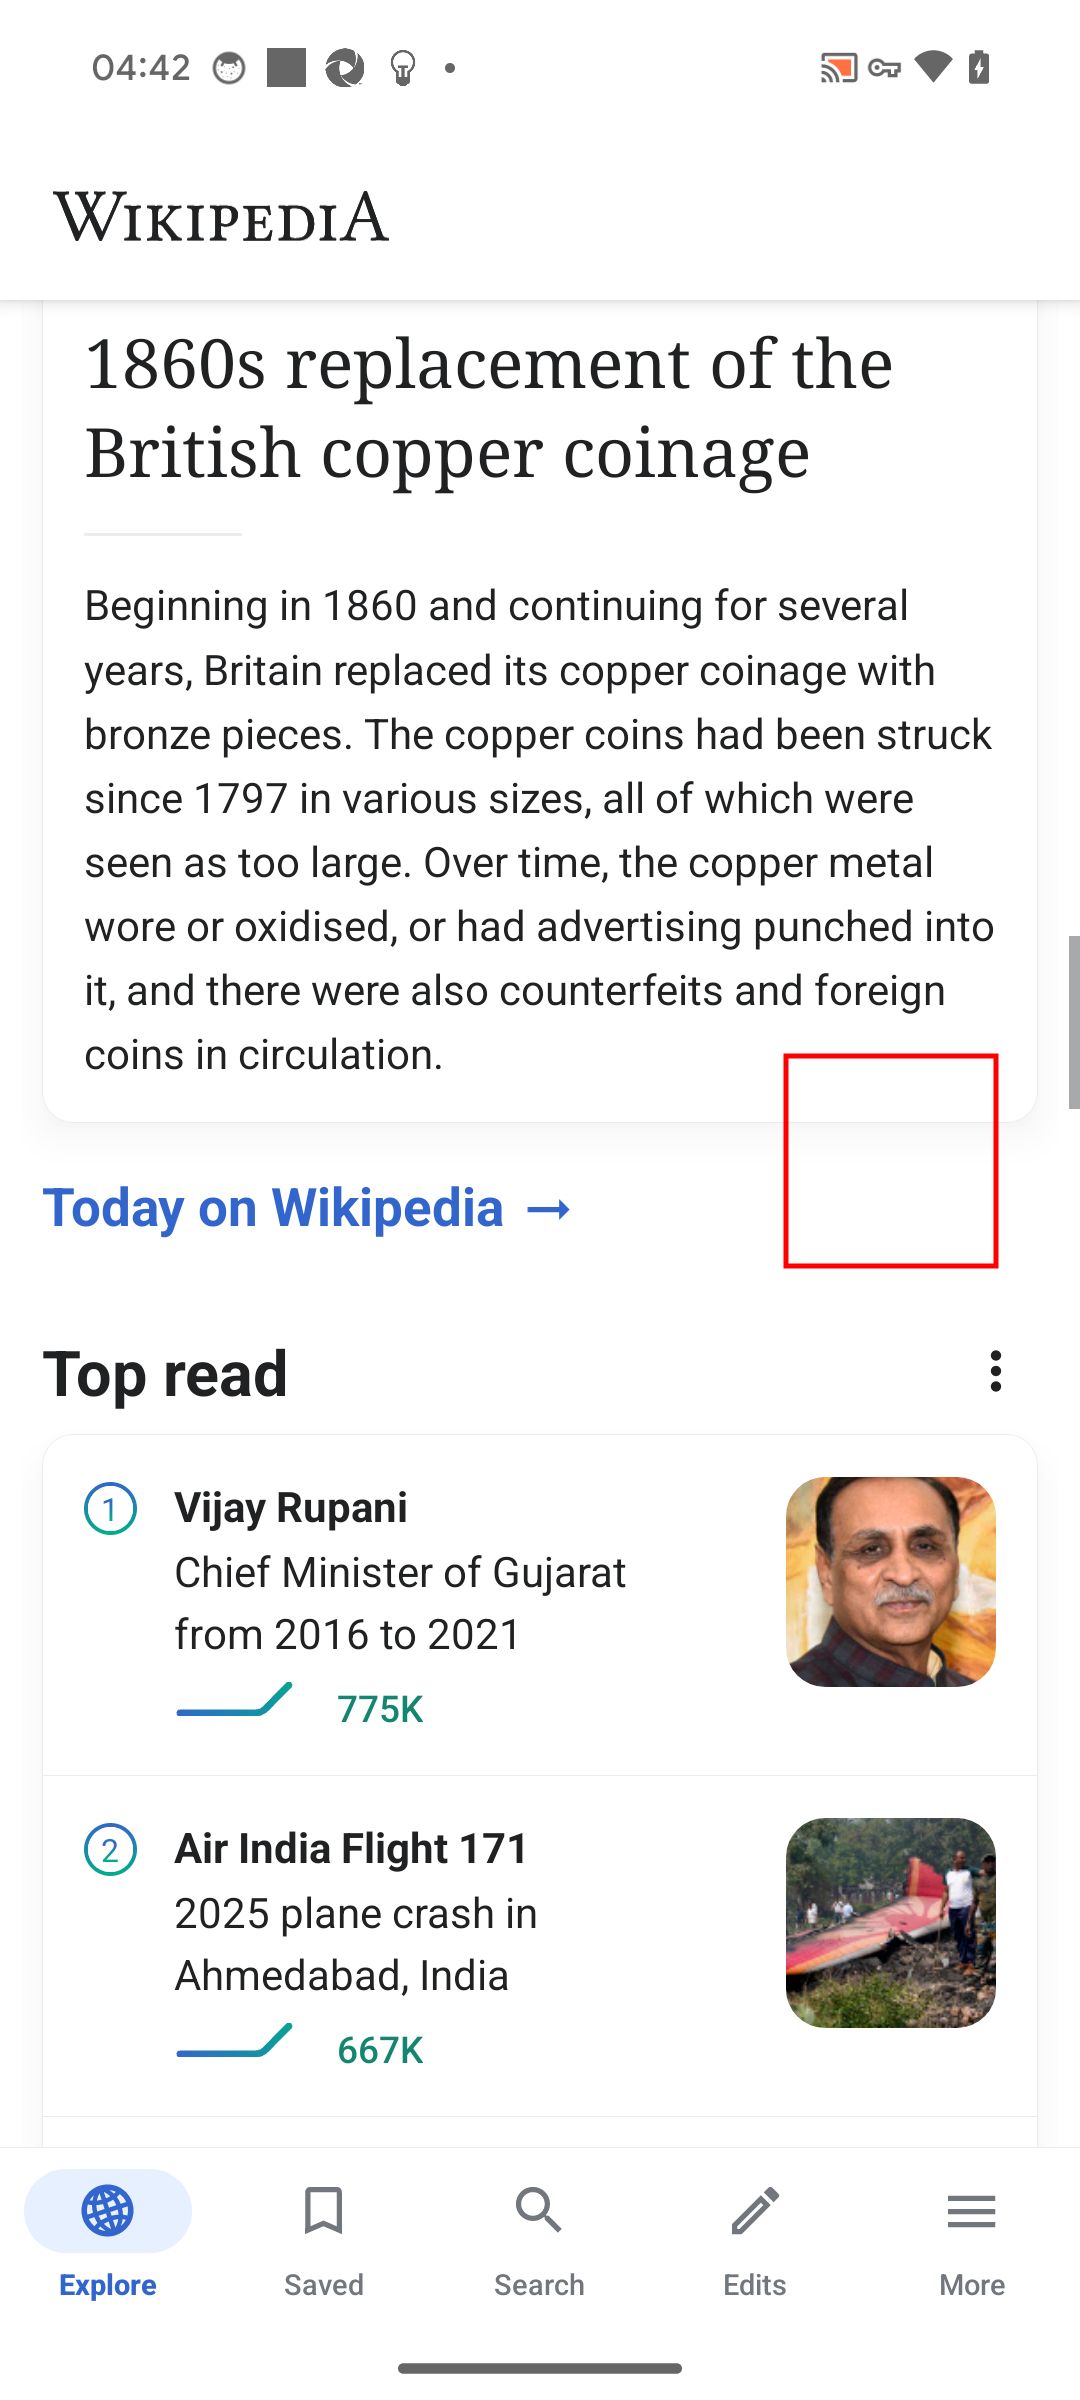 04:42
WIKIPEDIA
1860s replacement of the
British copper coinage
Beginning in 1860 and continuing for several
years, Britain replaced its copper coinage with
bronze pieces. The copper coins had been struck
since 1797 in various sizes, all of which were
seen as too large. Over time, the copper metal
wore or oxidised, or had advertising punched into
it, and there were also counterfeits and foreign
coins in circulation.
Today on Wikipedia →
Top read
1 Vijay Rupani
Chief Minister of Gujarat
from 2016 to 2021
775K
2 Air India Flight 171
2025 plane crash in
Ahmedabad, India
667K
Explore Saved Search Edits More